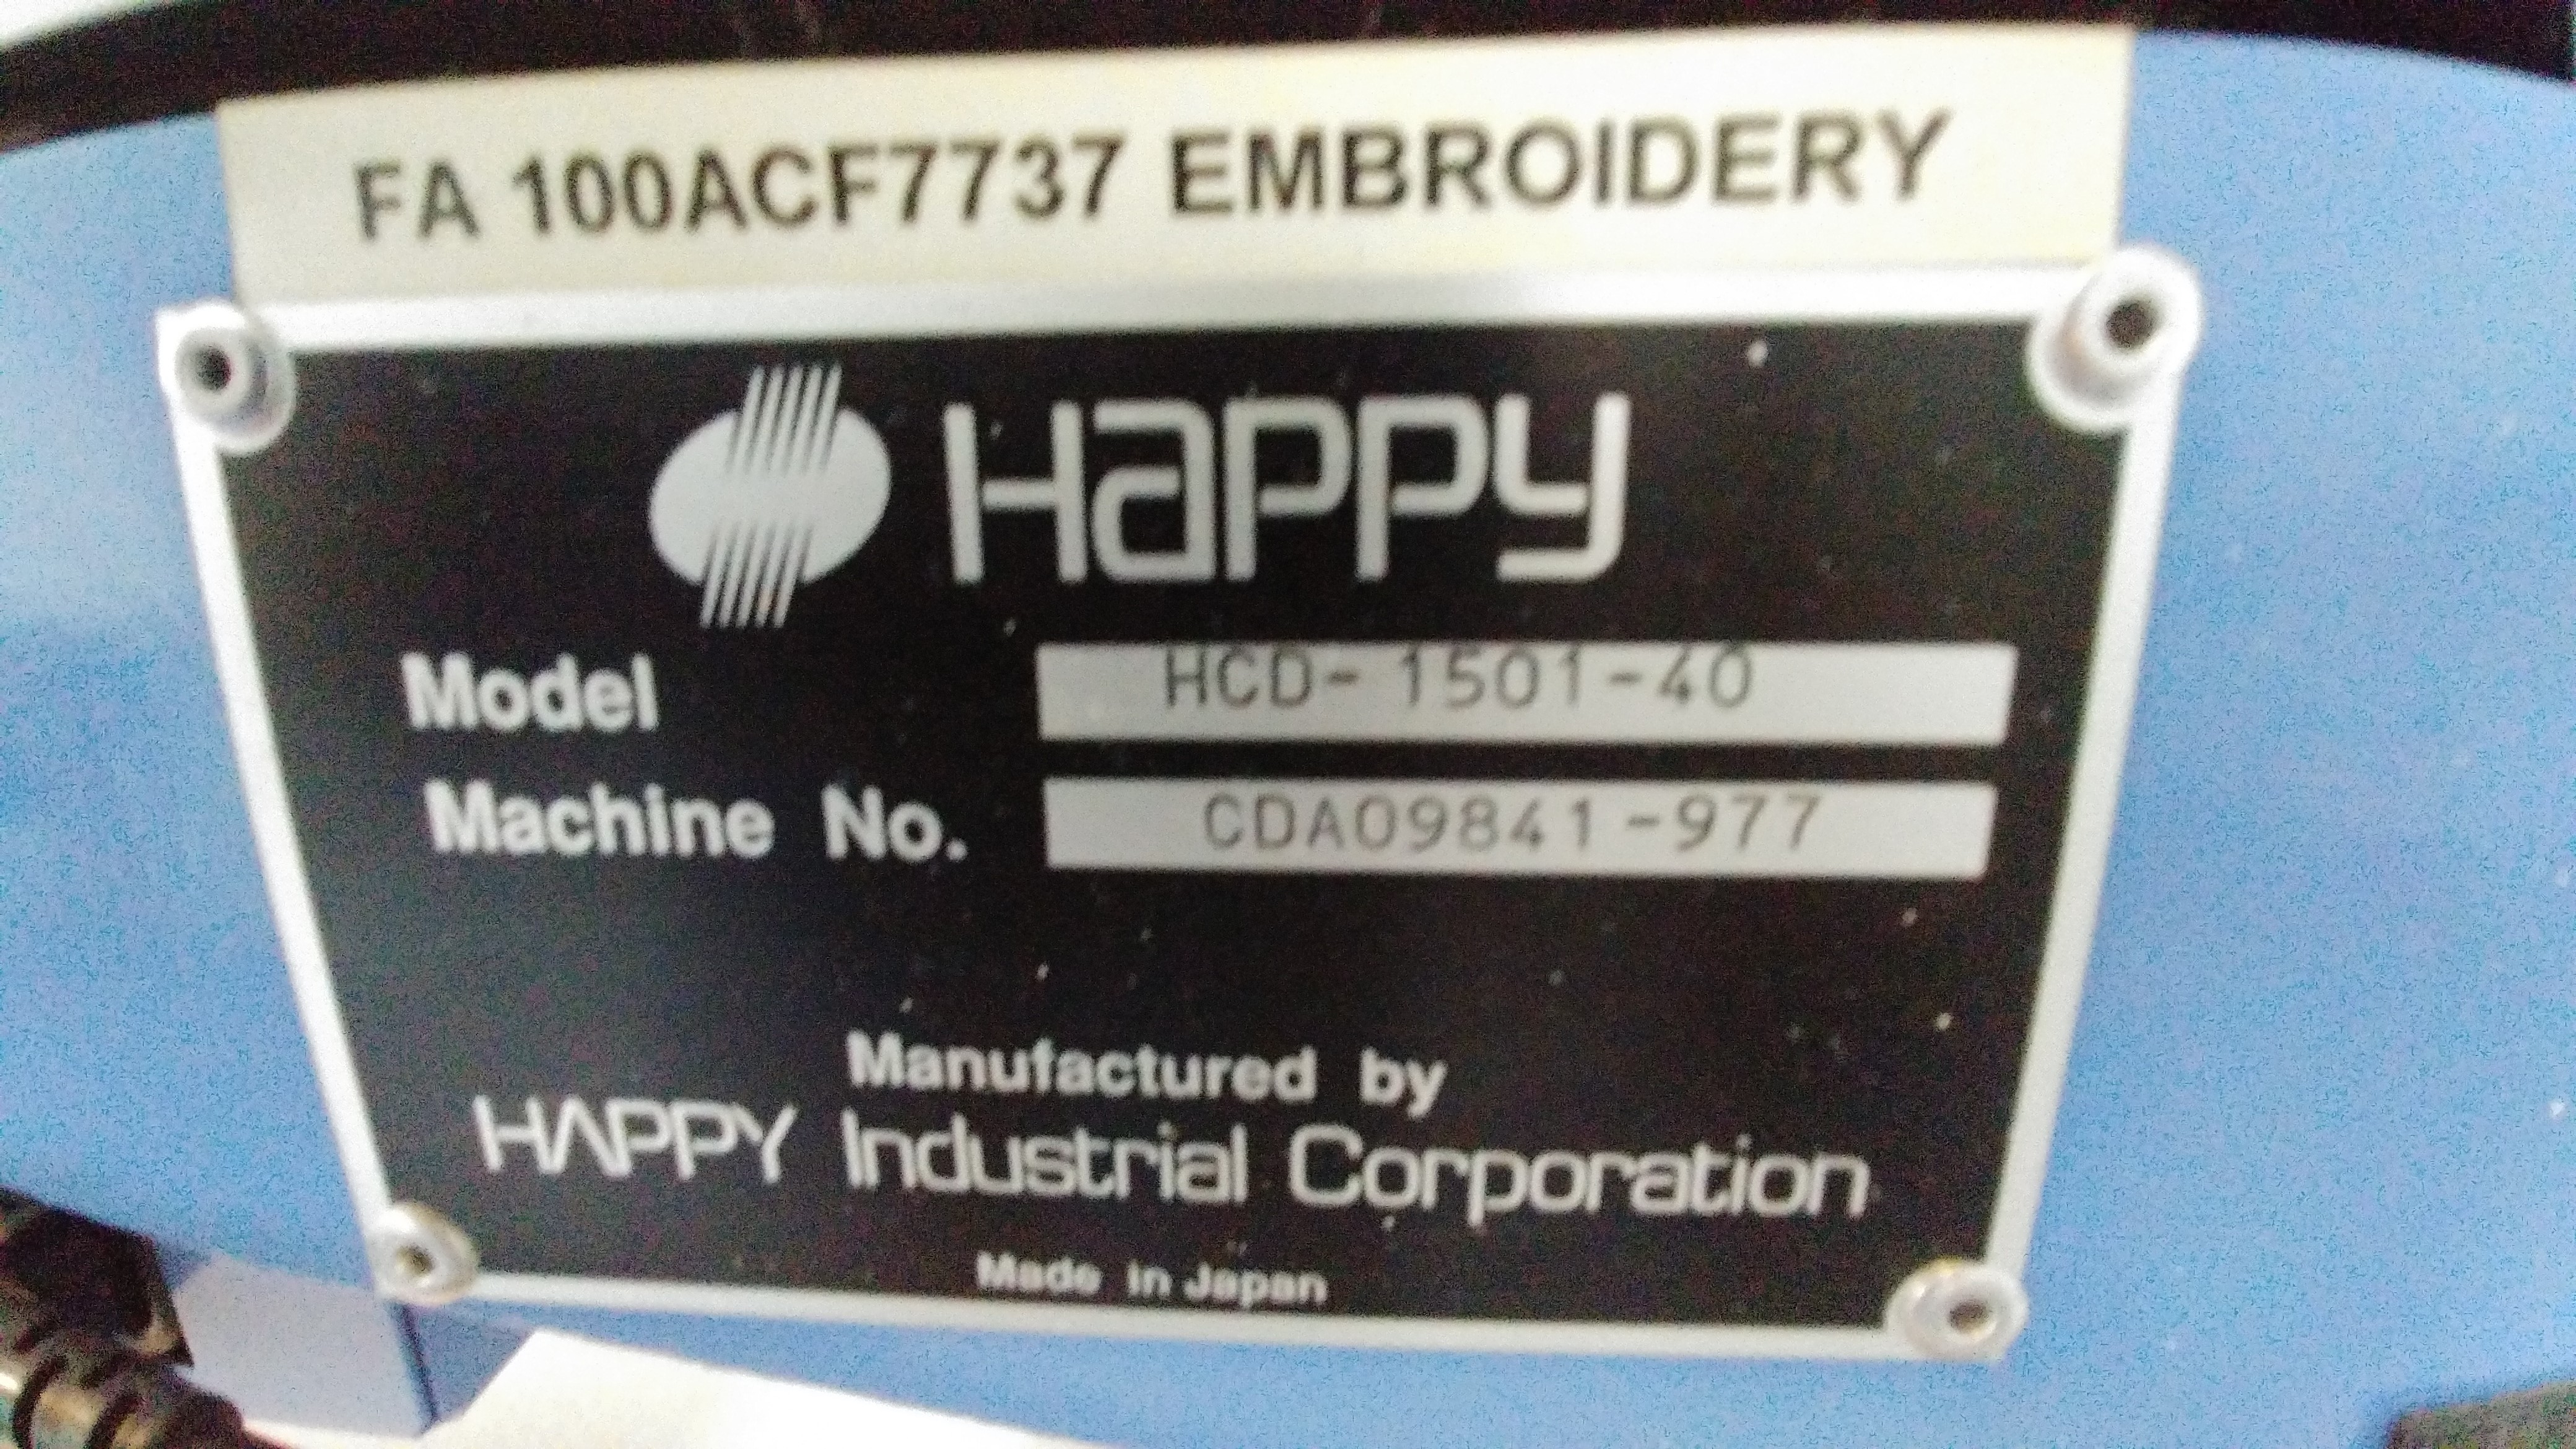 FA 100ACF7737 EMBROIDERY
Happy
Model HCD-1501-40
Machine No. CDA09841-977
Manufactured by
HAPPY Industrial Corporation
Made in Japan